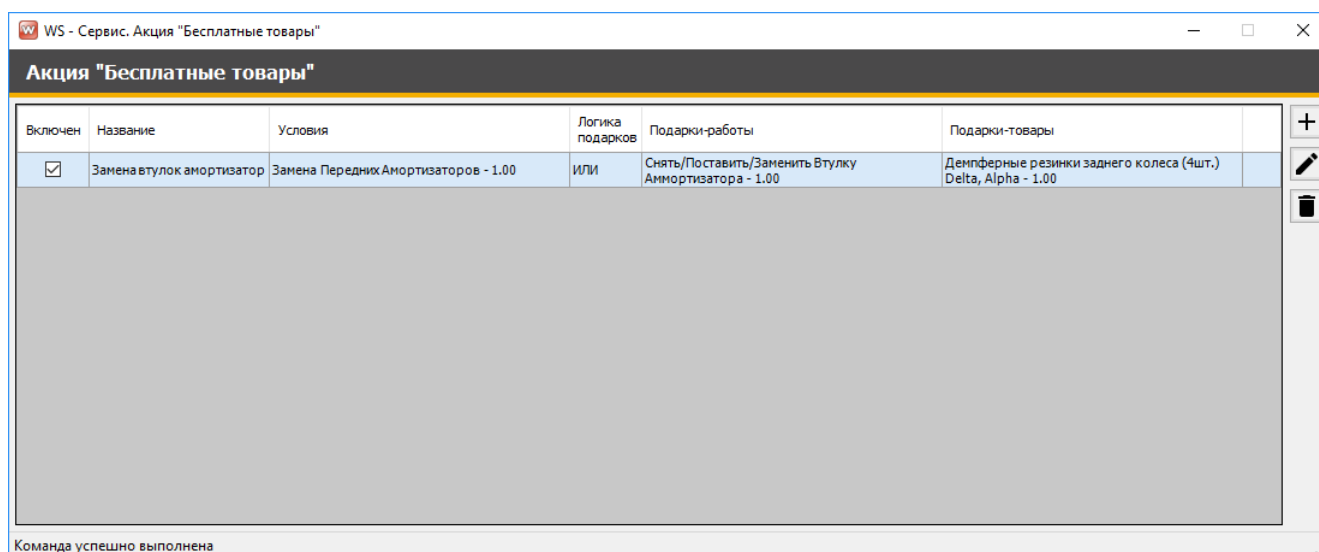 WS - Сервис. Акция "Бесплатные товары"
Акция "Бесплатные товары"
Включен Название Условия Логика подарков Подарки-работы Подарки-товары
Замена втулок амортизатор Замена Передних Амортизаторов - 1.00 ИЛИ Снять/Поставить/Заменить Втулку Аммортизатора - 1.00 Демпферные резинки заднего колеса (4шт.) Delta, Alpha - 1.00
Команда успешно выполнена